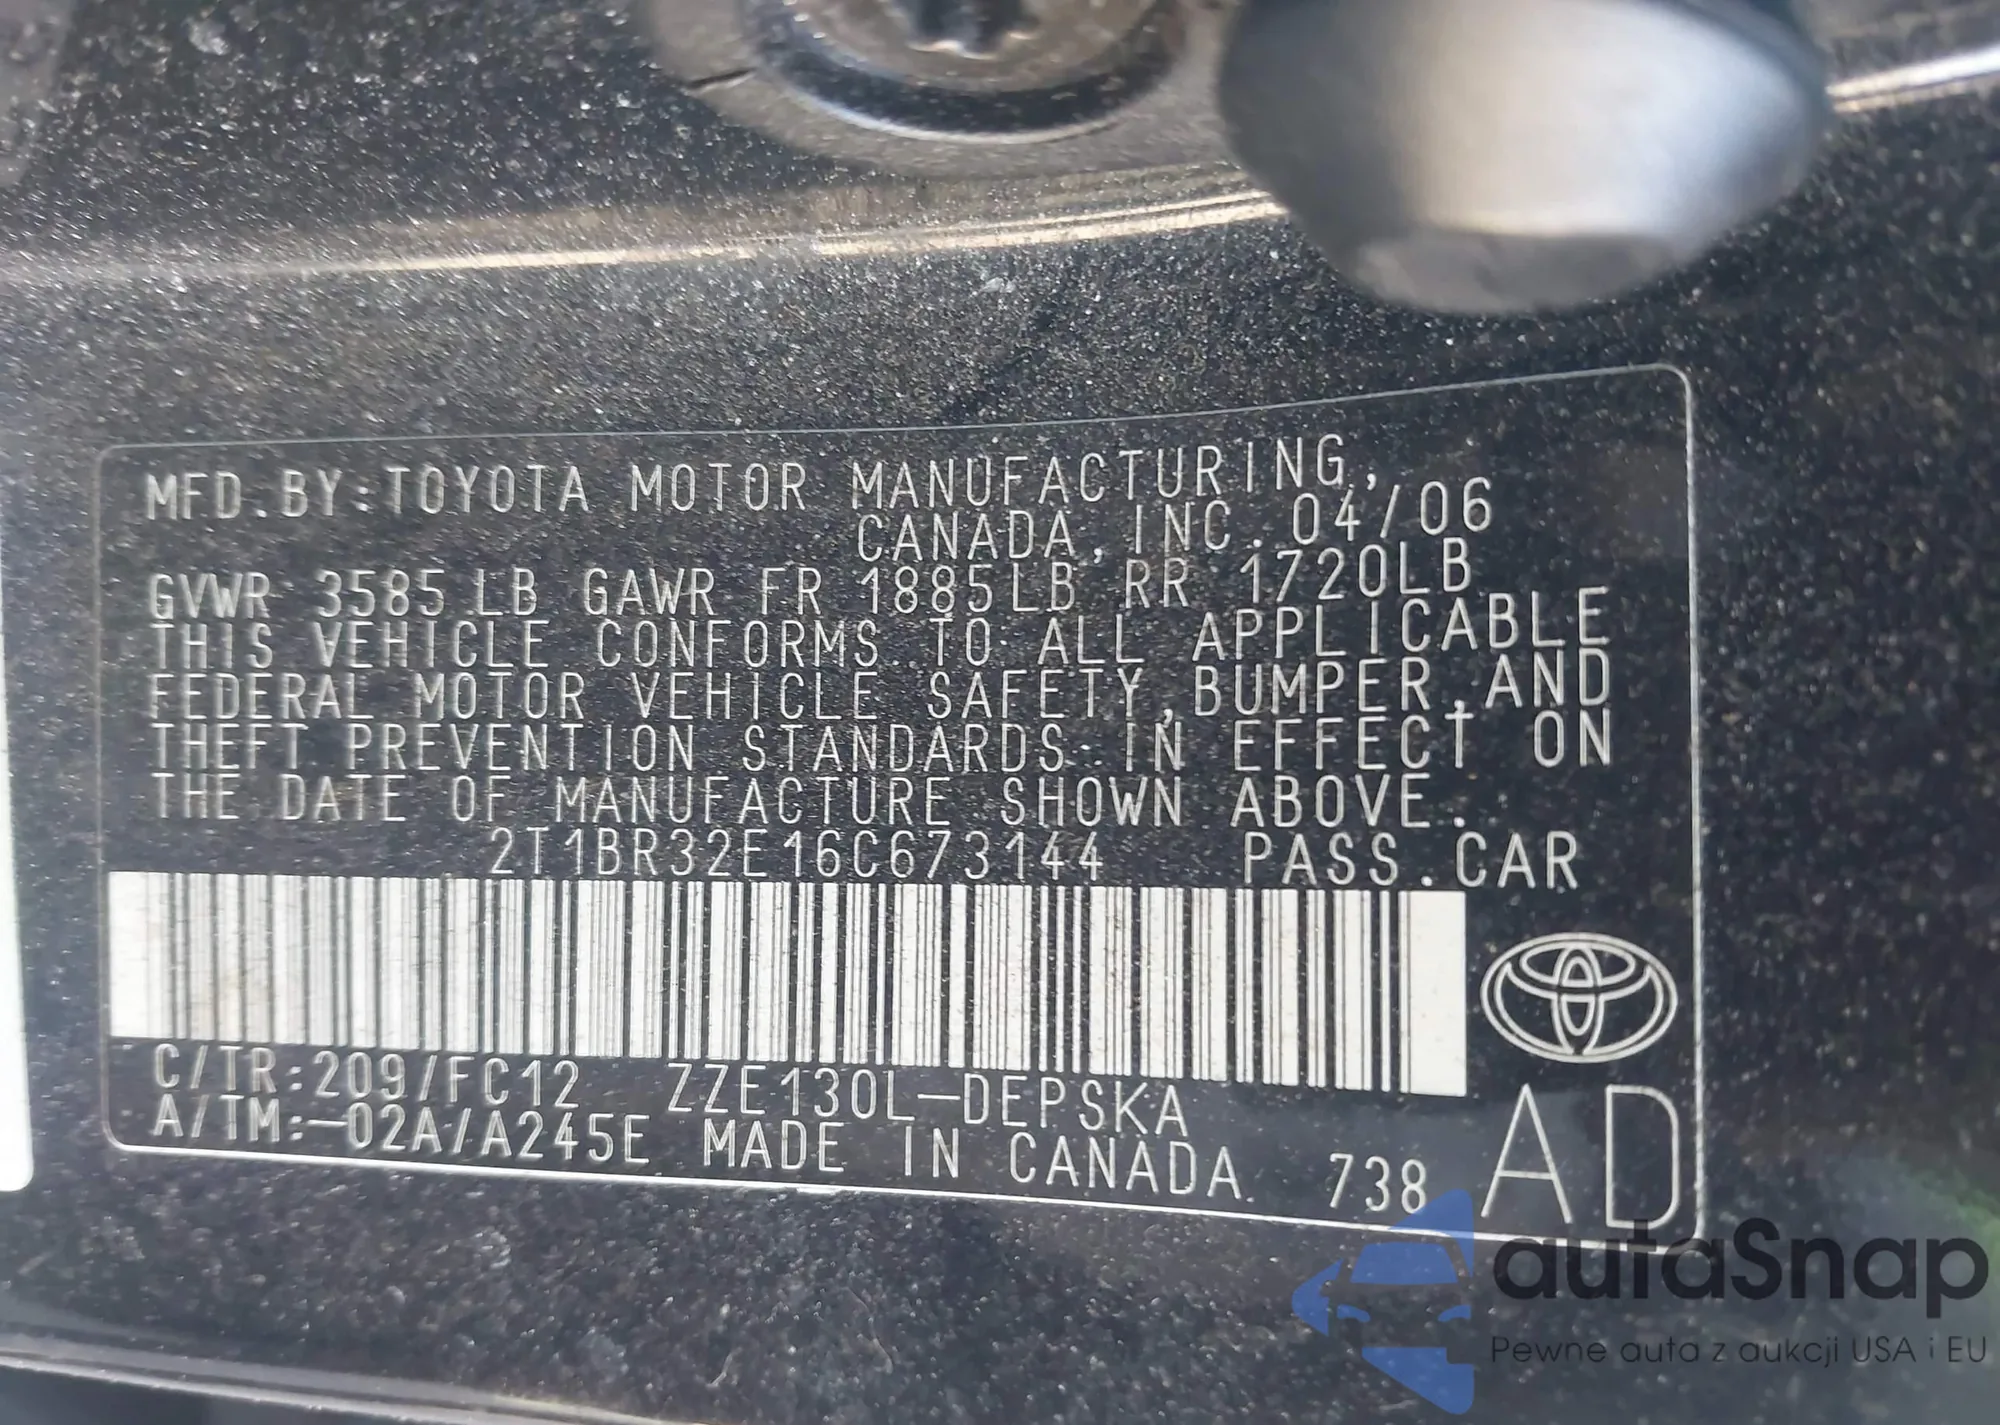 MFD.BY:TOYOTA MOTOR MANUFACTURING,
CANADA, INC. 04/06
GVWR 3585LB GAWR FR 1885LB RR 1720LB
THIS VEHICLE CONFORMS TO ALL APPLICABLE
FEDERAL MOTOR VEHICLE SAFETY,BUMPER,AND
THEFT PREVENTION STANDARDS IN EFFECT ON
THE DATE OF MANUFACTURE SHOWN ABOVE.
2T1BR32E16C673144 PASS.CAR
C/TR:209/FC12 ZZE130L-DEPSKA
A/TM:-02A/A245E MADE IN CANADA 738
AD
autaSnap
Pewne auta z aukcji USA i EU